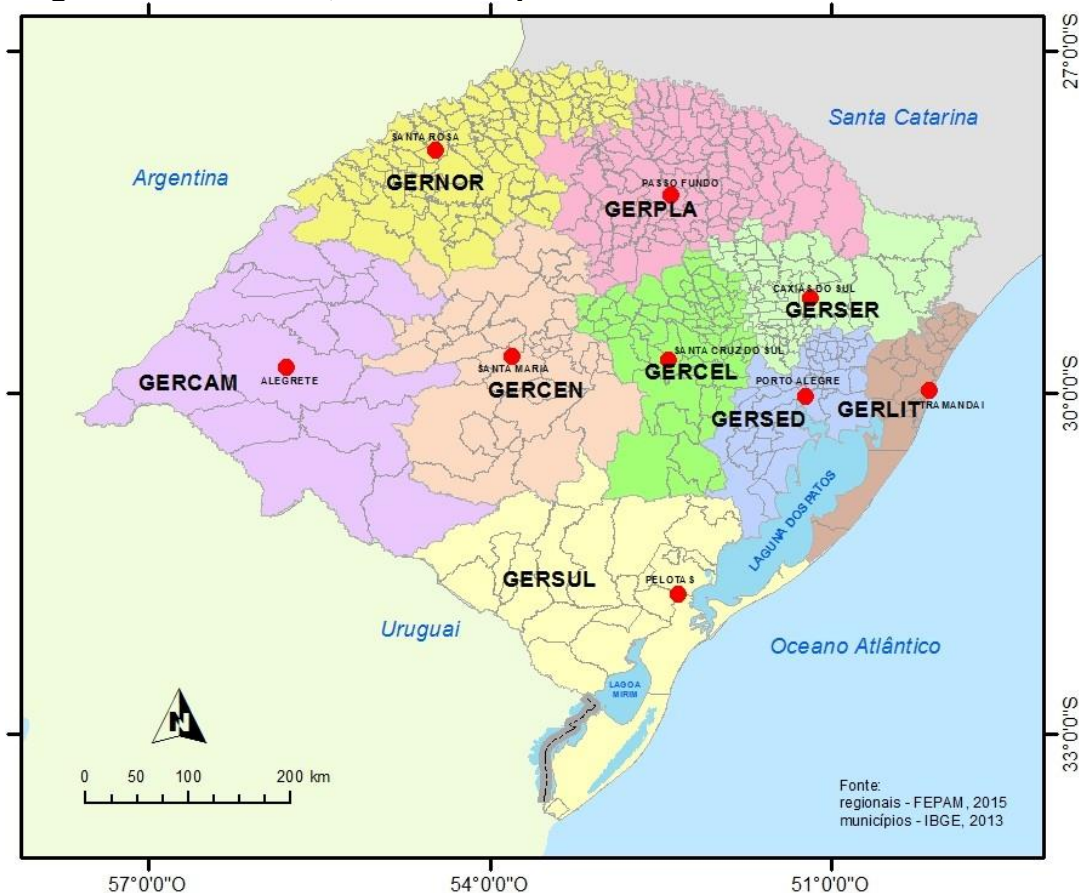 27°0'0"S
Santa Catarina
Argentina
SANTA ROSA
GERNOR
PASSO FUNDO
GERPLA
CAXIAS DO SUL
GERSER
SANTA CRUZ DO SUL
GERCEL
SANTA MARIA
GERCEN
ALEGRETE
GERCAM
PORTO ALEGRE
GERSED
GERLIT
TRAMANDAI
30°0'0"S
LAGUNA DOS PATOS
GERSUL
PELOTAS
Uruguai
Oceano Atlântico
LAGOA
MIRIM
N
33°0'0"S
0 50 100 200 km
Fonte:
regionais - FEPAM, 2015
municípios - IBGE, 2013
57°0'0"O 54°0'0"O 51°0'0"O